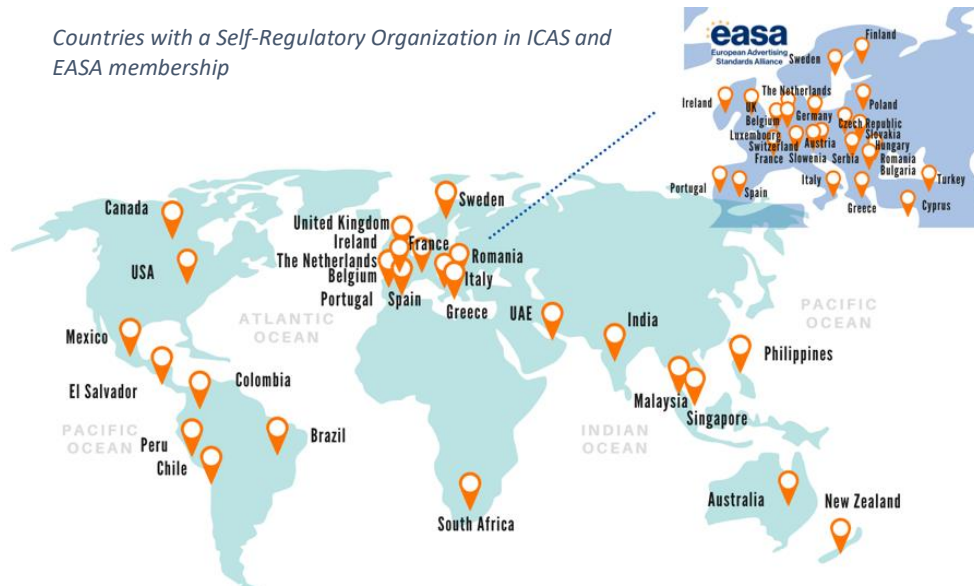 Countries with a Self-Regulatory Organization in ICAS and
EASA membership
easa
European Advertising
Standards Alliance
Finland
Sweden
Ireland
UK
The Netherlands
Poland
Belgium
Germany
Czech Republic
Luxembourg
Slovakia
Switzerland
Austria
Hungary
France
Slovenia
Serbia
Romania
Bulgaria
Portugal
Spain
Italy
Greece
Turkey
Cyprus
Canada
USA
Mexico
El Salvador
Colombia
Peru
Chile
Brazil
PACIFIC
OCEAN
ATLANTIC
OCEAN
Sweden
United Kingdom
Ireland
France
The Netherlands
Belgium
Romania
Italy
Portugal
Spain
Greece
UAE
India
PACIFIC
OCEAN
Philippines
Malaysia
Singapore
INDIAN
OCEAN
South Africa
Australia
New Zealand